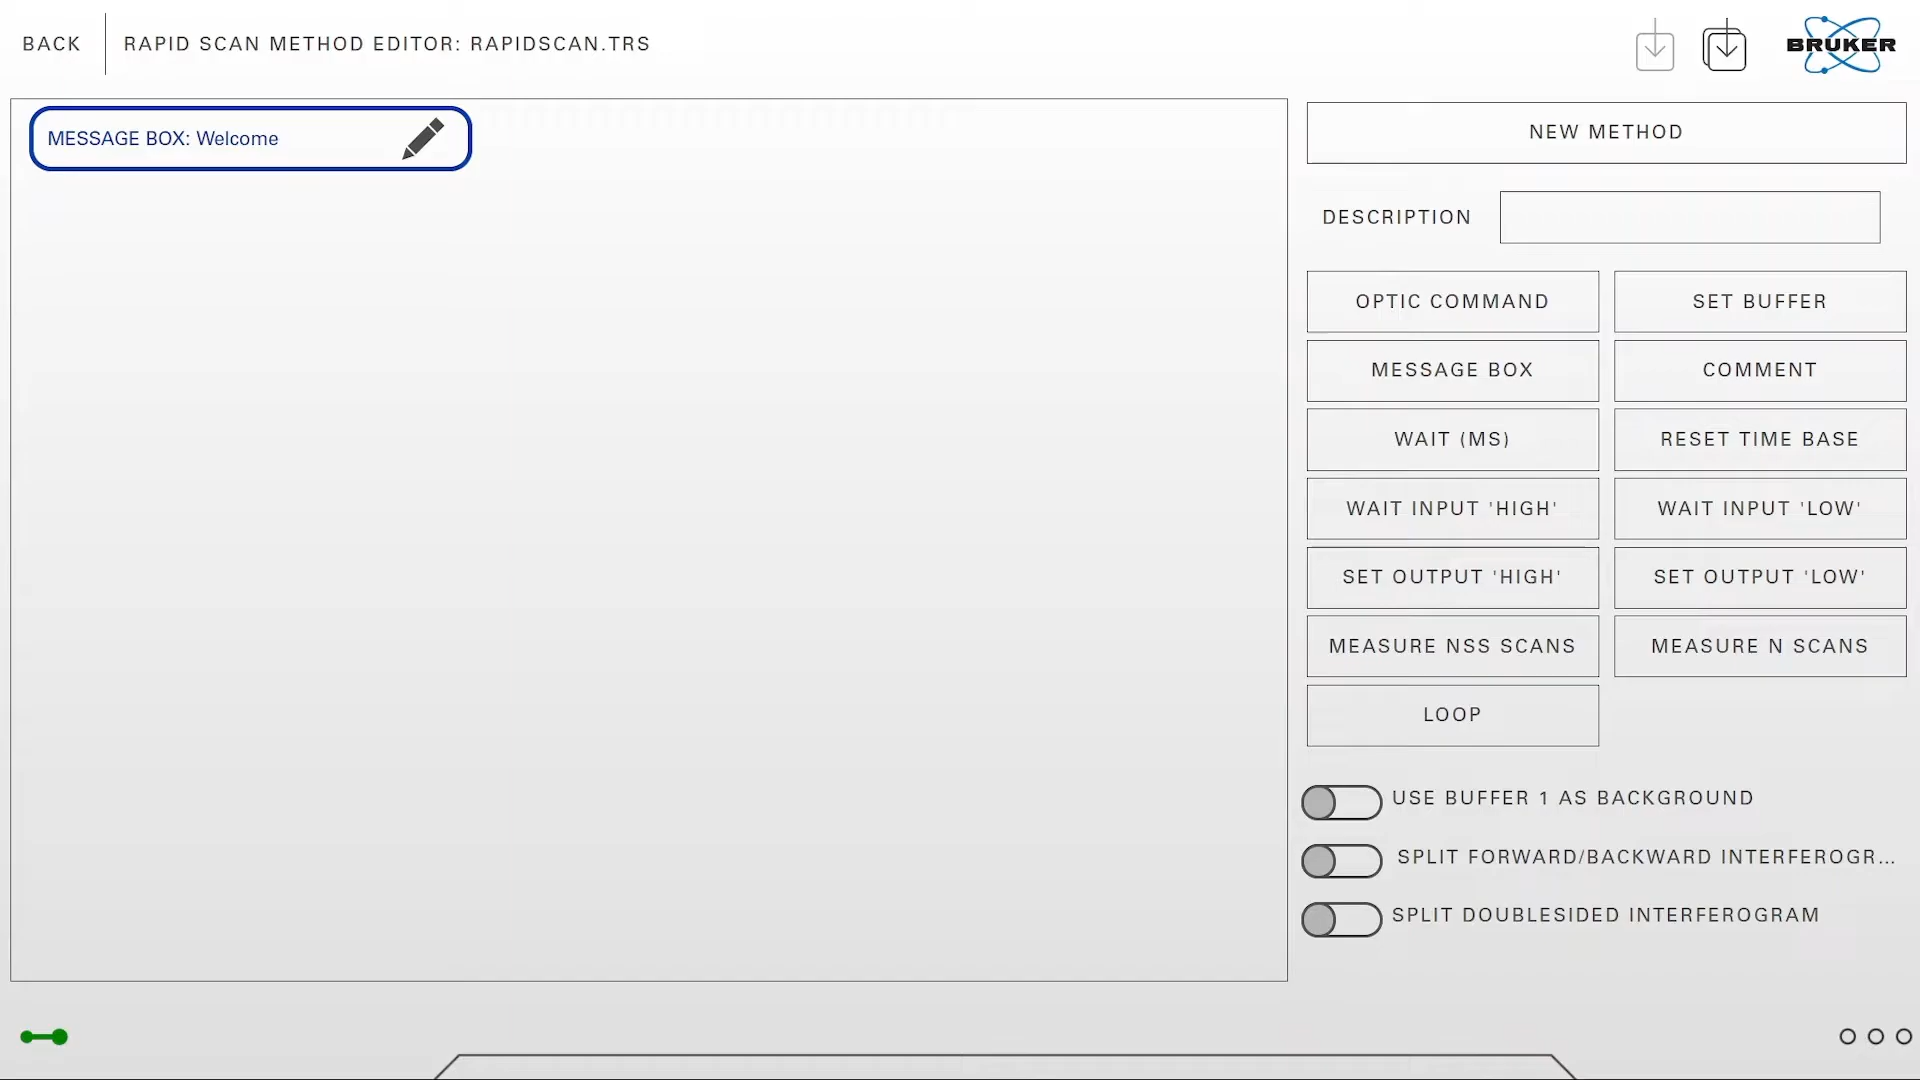 BACK
RAPID SCAN METHOD EDITOR: RAPIDSCAN.TRS
BRUKER
MESSAGE BOX: Welcome
NEW METHOD
DESCRIPTION
OPTIC COMMAND
SET BUFFER
MESSAGE BOX
COMMENT
WAIT (MS)
RESET TIME BASE
WAIT INPUT 'HIGH'
WAIT INPUT 'LOW'
SET OUTPUT 'HIGH'
SET OUTPUT 'LOW'
MEASURE NSS SCANS
MEASURE N SCANS
LOOP
USE BUFFER 1 AS BACKGROUND
SPLIT FORWARD/BACKWARD INTERFEROGR...
SPLIT DOUBLESIDED INTERFEROGRAM